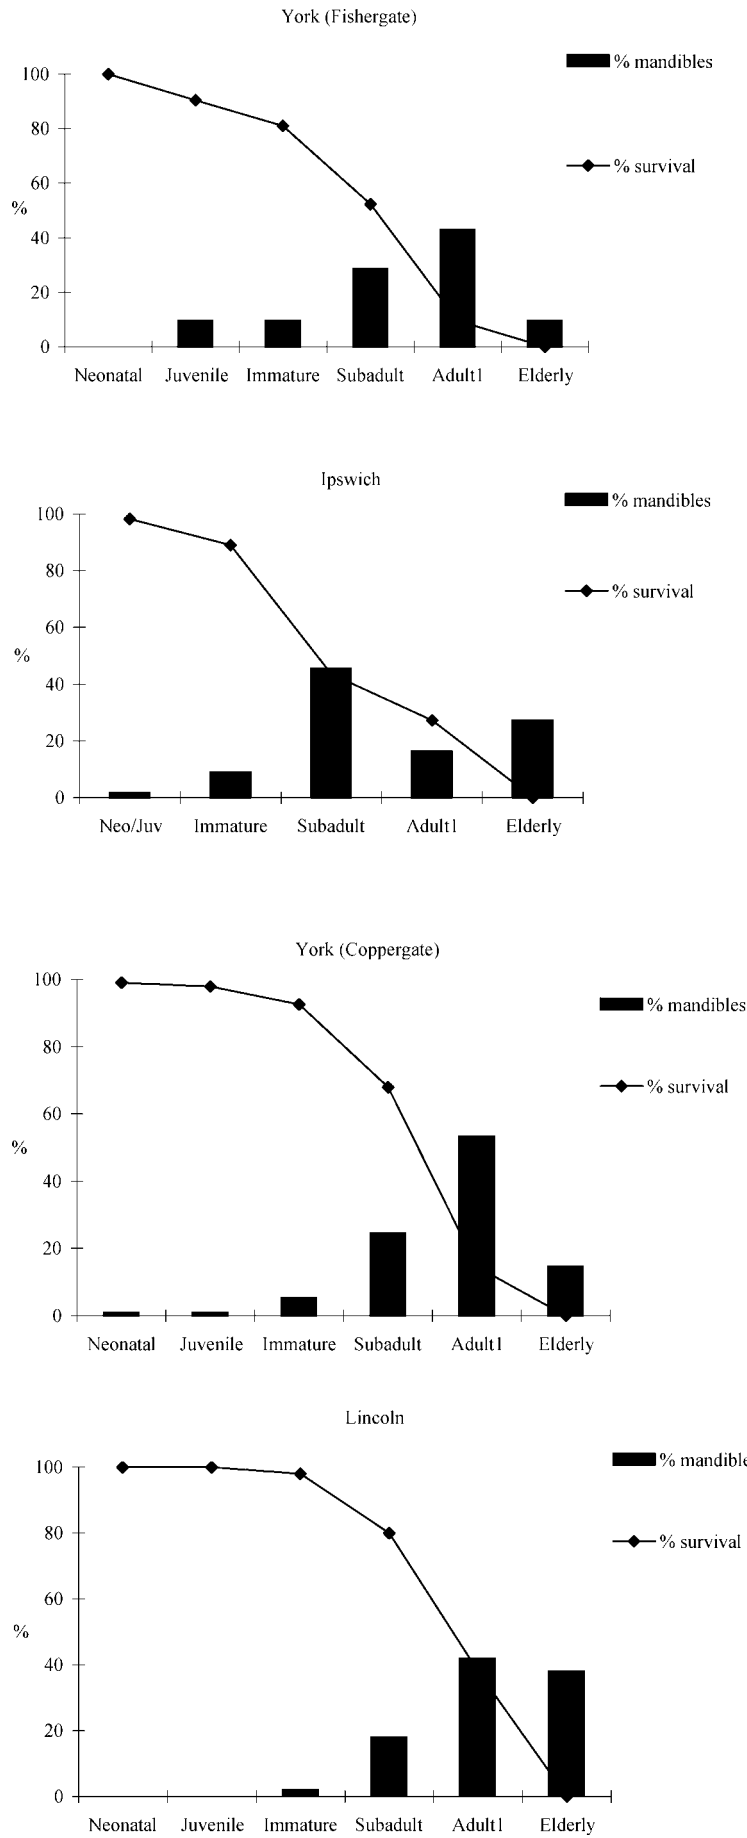 York (Fishergate)
% mandibles
% survival
100
80
60
%
40
20
0
Neonatal Juvenile Immature Subadult Adult1 Elderly
Ipswich
% mandibles
% survival
100
80
60
%
40
20
0
Neo/Juv Immature Subadult Adult1 Elderly
York (Coppergate)
% mandibles
% survival
100
80
60
%
40
20
0
Neonatal Juvenile Immature Subadult Adult1 Elderly
Lincoln
% mandible
% survival
100
80
60
%
40
20
0
Neonatal Juvenile Immature Subadult Adult1 Elderly